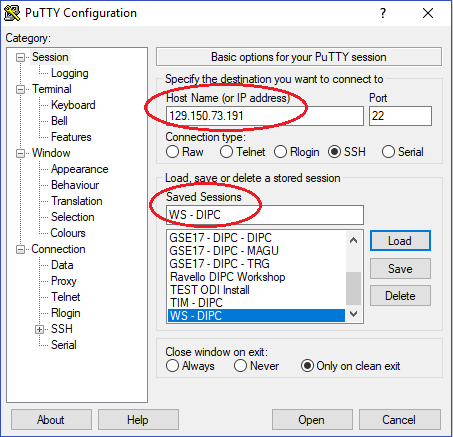 PuTTY Configuration
Category:
Session
Logging
Terminal
Keyboard
Bell
Features
Window
Appearance
Behaviour
Translation
Selection
Colours
Connection
Data
Proxy
Telnet
Rlogin
SSH
Serial
Basic options for your PuTTY session
Specify the destination you want to connect to
Host Name (or IP address) Port
129.150.73.191 22
Connection type:
Raw Telnet Rlogin SSH Serial
Load, save or delete a stored session
Saved Sessions
WS - DIPC
GSE17 - DIPC - DIPC
GSE17 - DIPC - MAGU
GSE17 - DIPC - TRG
Ravello DIPC Workshop
TEST ODI Install
TIM - DIPC
WS - DIPC
Load
Save
Delete
Close window on exit:
Always Never Only on clean exit
About Help Open Cancel